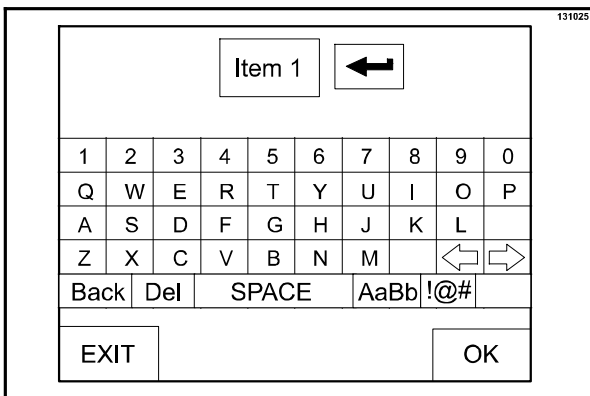 131025
Item 1
1 2 3 4 5 6 7 8 9 0
Q W E R T Y U I O P
A S D F G H J K L
Z X C V B N M
Back Del SPACE AaBb !@#
EXIT OK